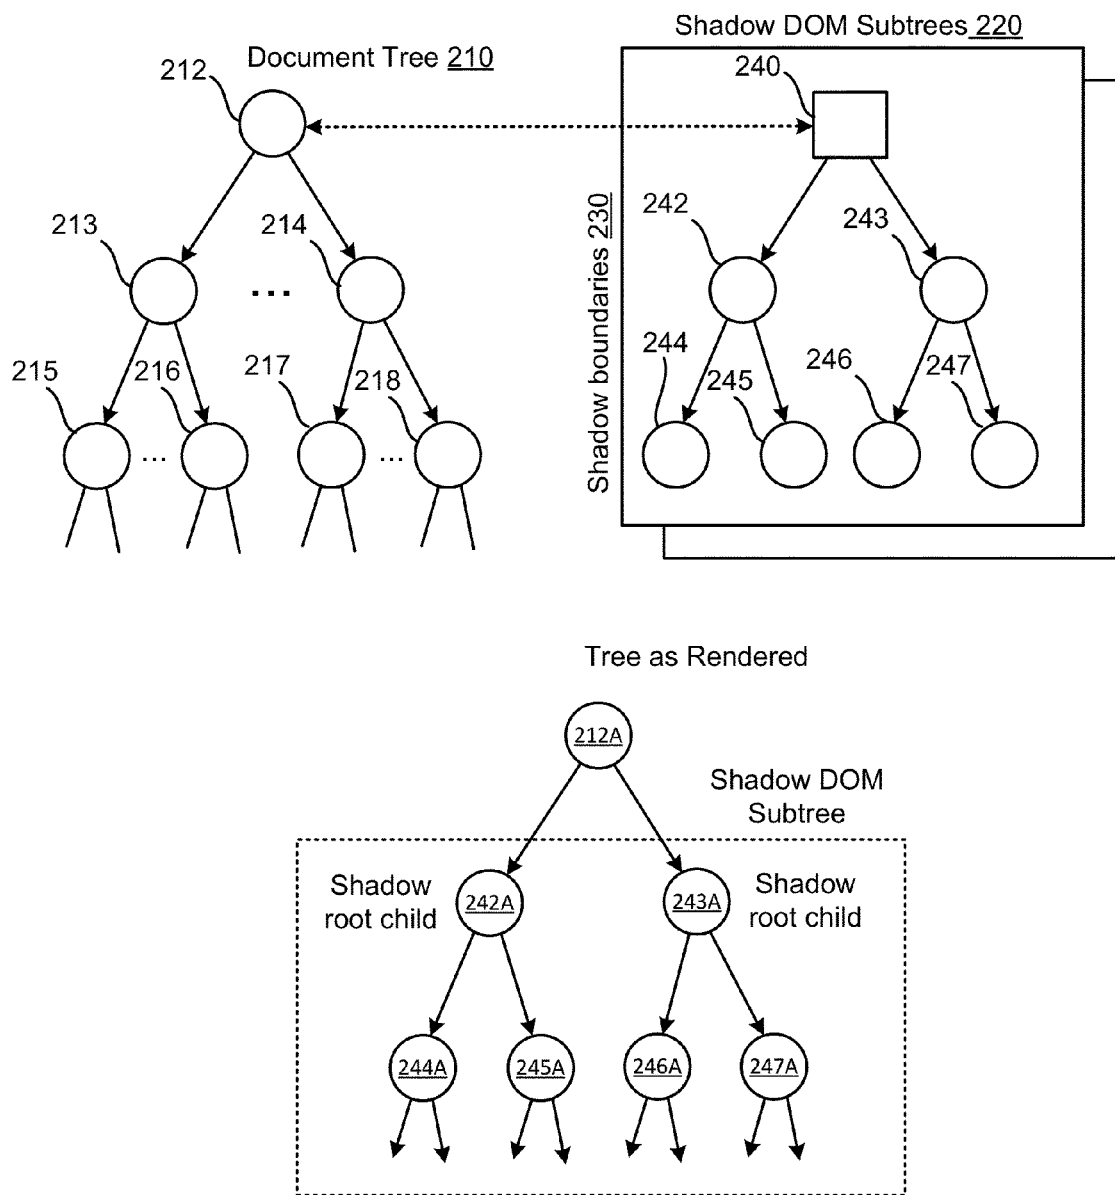 Shadow DOM Subtrees 220
Document Tree 210
212
240
Shadow boundaries 230
213
214
242
243
215
216
217
218
244
245
246
247
...
... ...
Tree as Rendered
212A
Shadow DOM
Subtree
Shadow
root child
242A
243A
Shadow
root child
244A
245A
246A
247A